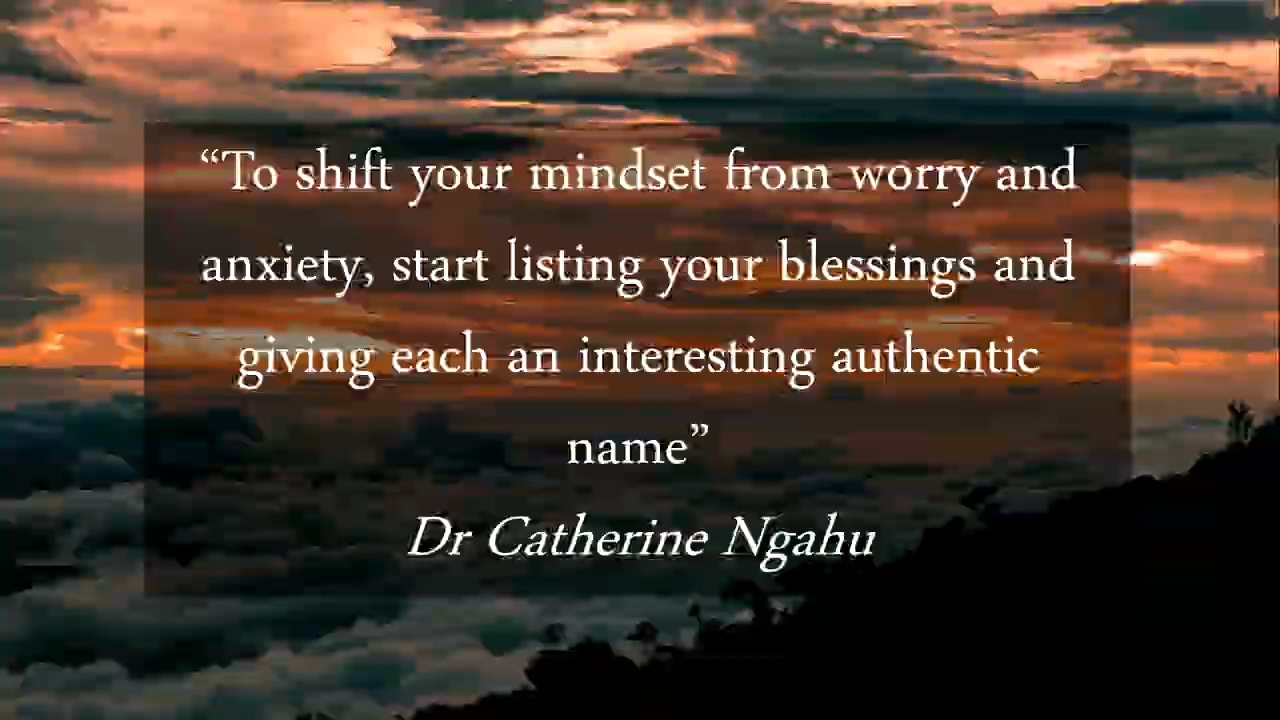 “To shift your mindset from worry and
anxiety, start listing your blessings and
giving each an interesting authentic
name”
Dr Catherine Ngahu